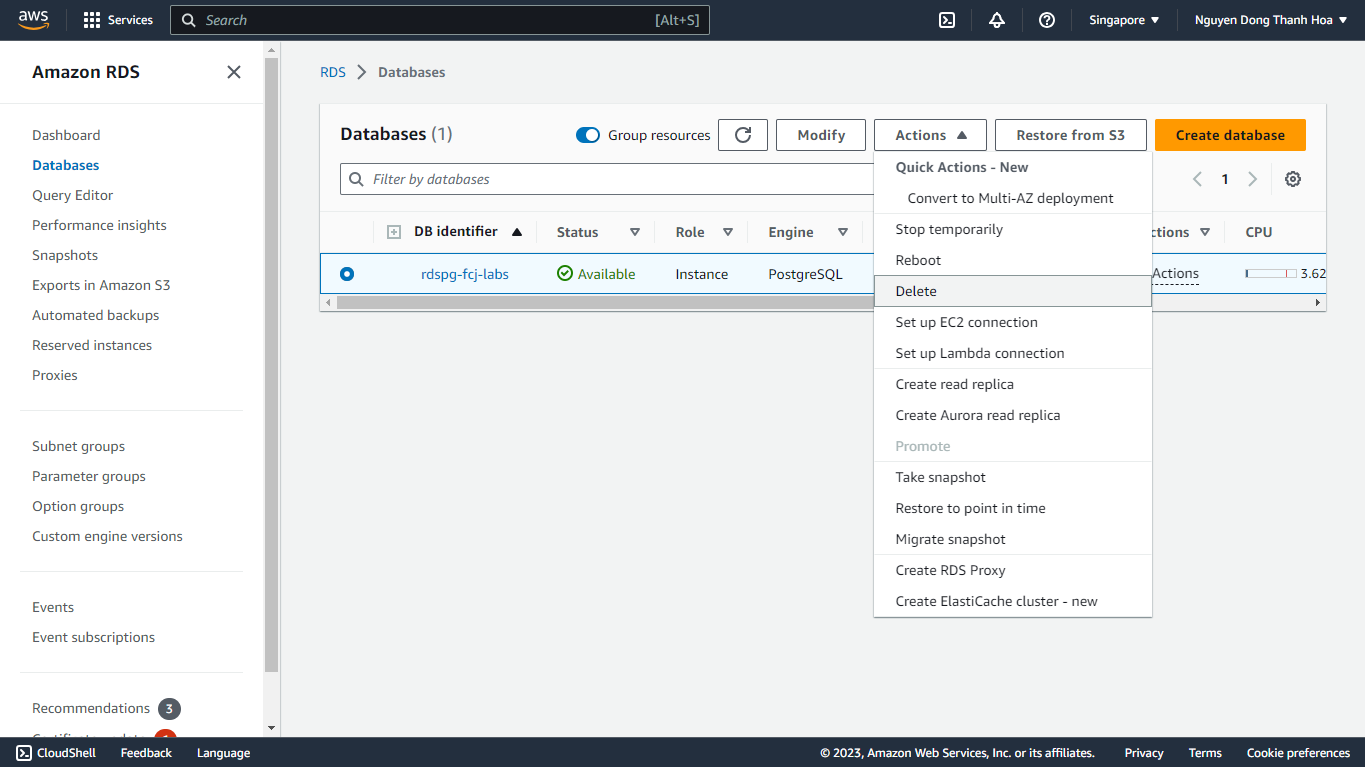 aws
Services
Search
[Alt+S]
Singapore
Nguyen Dong Thanh Hoa
Amazon RDS
Dashboard
Databases
Query Editor
Performance insights
Snapshots
Exports in Amazon S3
Automated backups
Reserved instances
Proxies
Subnet groups
Parameter groups
Option groups
Custom engine versions
Events
Event subscriptions
Recommendations 3
RDS
Databases
Databases (1)
Group resources
Modify
Actions
Restore from S3
Create database
Filter by databases
1
DB identifier
Status
Role
Engine
CPU
rdspg-fcj-labs
Available
Instance
PostgreSQL
Actions
3.62
Quick Actions - New
Convert to Multi-AZ deployment
Stop temporarily
Reboot
Delete
Set up EC2 connection
Set up Lambda connection
Create read replica
Create Aurora read replica
Promote
Take snapshot
Restore to point in time
Migrate snapshot
Create RDS Proxy
Create ElastiCache cluster - new
CloudShell
Feedback
Language
© 2023, Amazon Web Services, Inc. or its affiliates.
Privacy
Terms
Cookie preferences